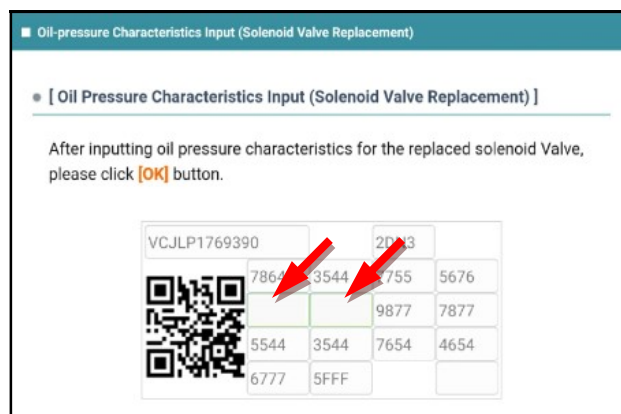 Oil-pressure Characteristics Input (Solenoid Valve Replacement)
[ Oil Pressure Characteristics Input (Solenoid Valve Replacement) ]
After inputting oil pressure characteristics for the replaced solenoid Valve,
please click [OK] button.
VCJLP1769390
7864 3544 7755 5676
9877 7877
5544 3544 7654 4654
6777 5FFF